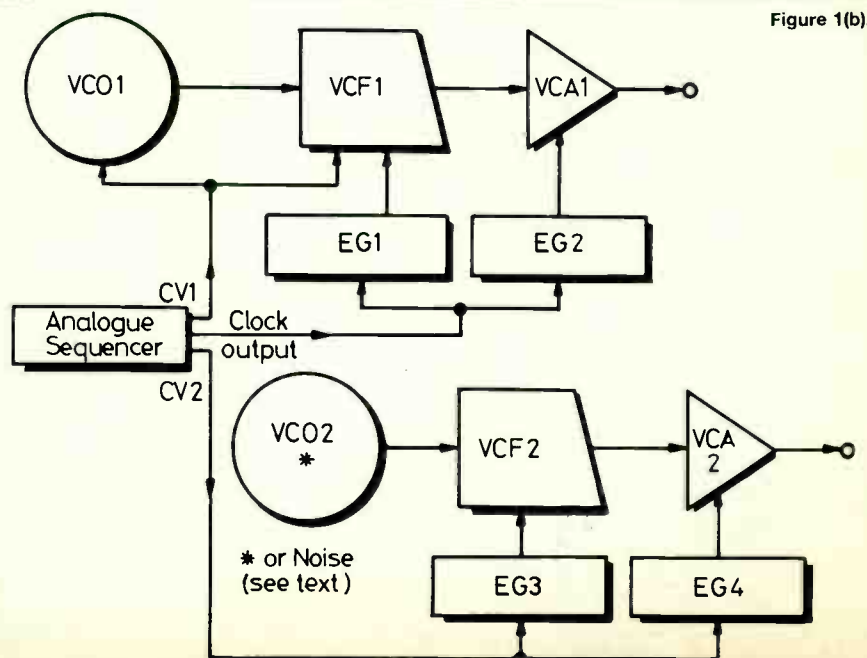 Figure 1(b)
VCO1
VCF1
VCA1
EG1
EG2
CV1
Analogue
Sequencer
Clock
output
CV2
VCO2
*
VCF2
VCA
2
* or Noise
(see text)
EG3
EG4